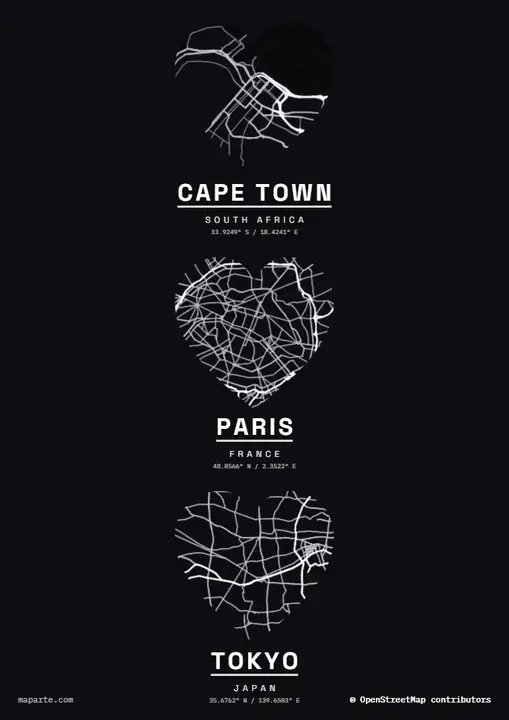 CAPE TOWN
SOUTH AFRICA
33.9249° S / 18.4241° E
PARIS
FRANCE
48.8566° N / 2.3522° E
TOKYO
JAPAN
35.6762° N / 139.6503° E
maparte.com
© OpenStreetMap contributors